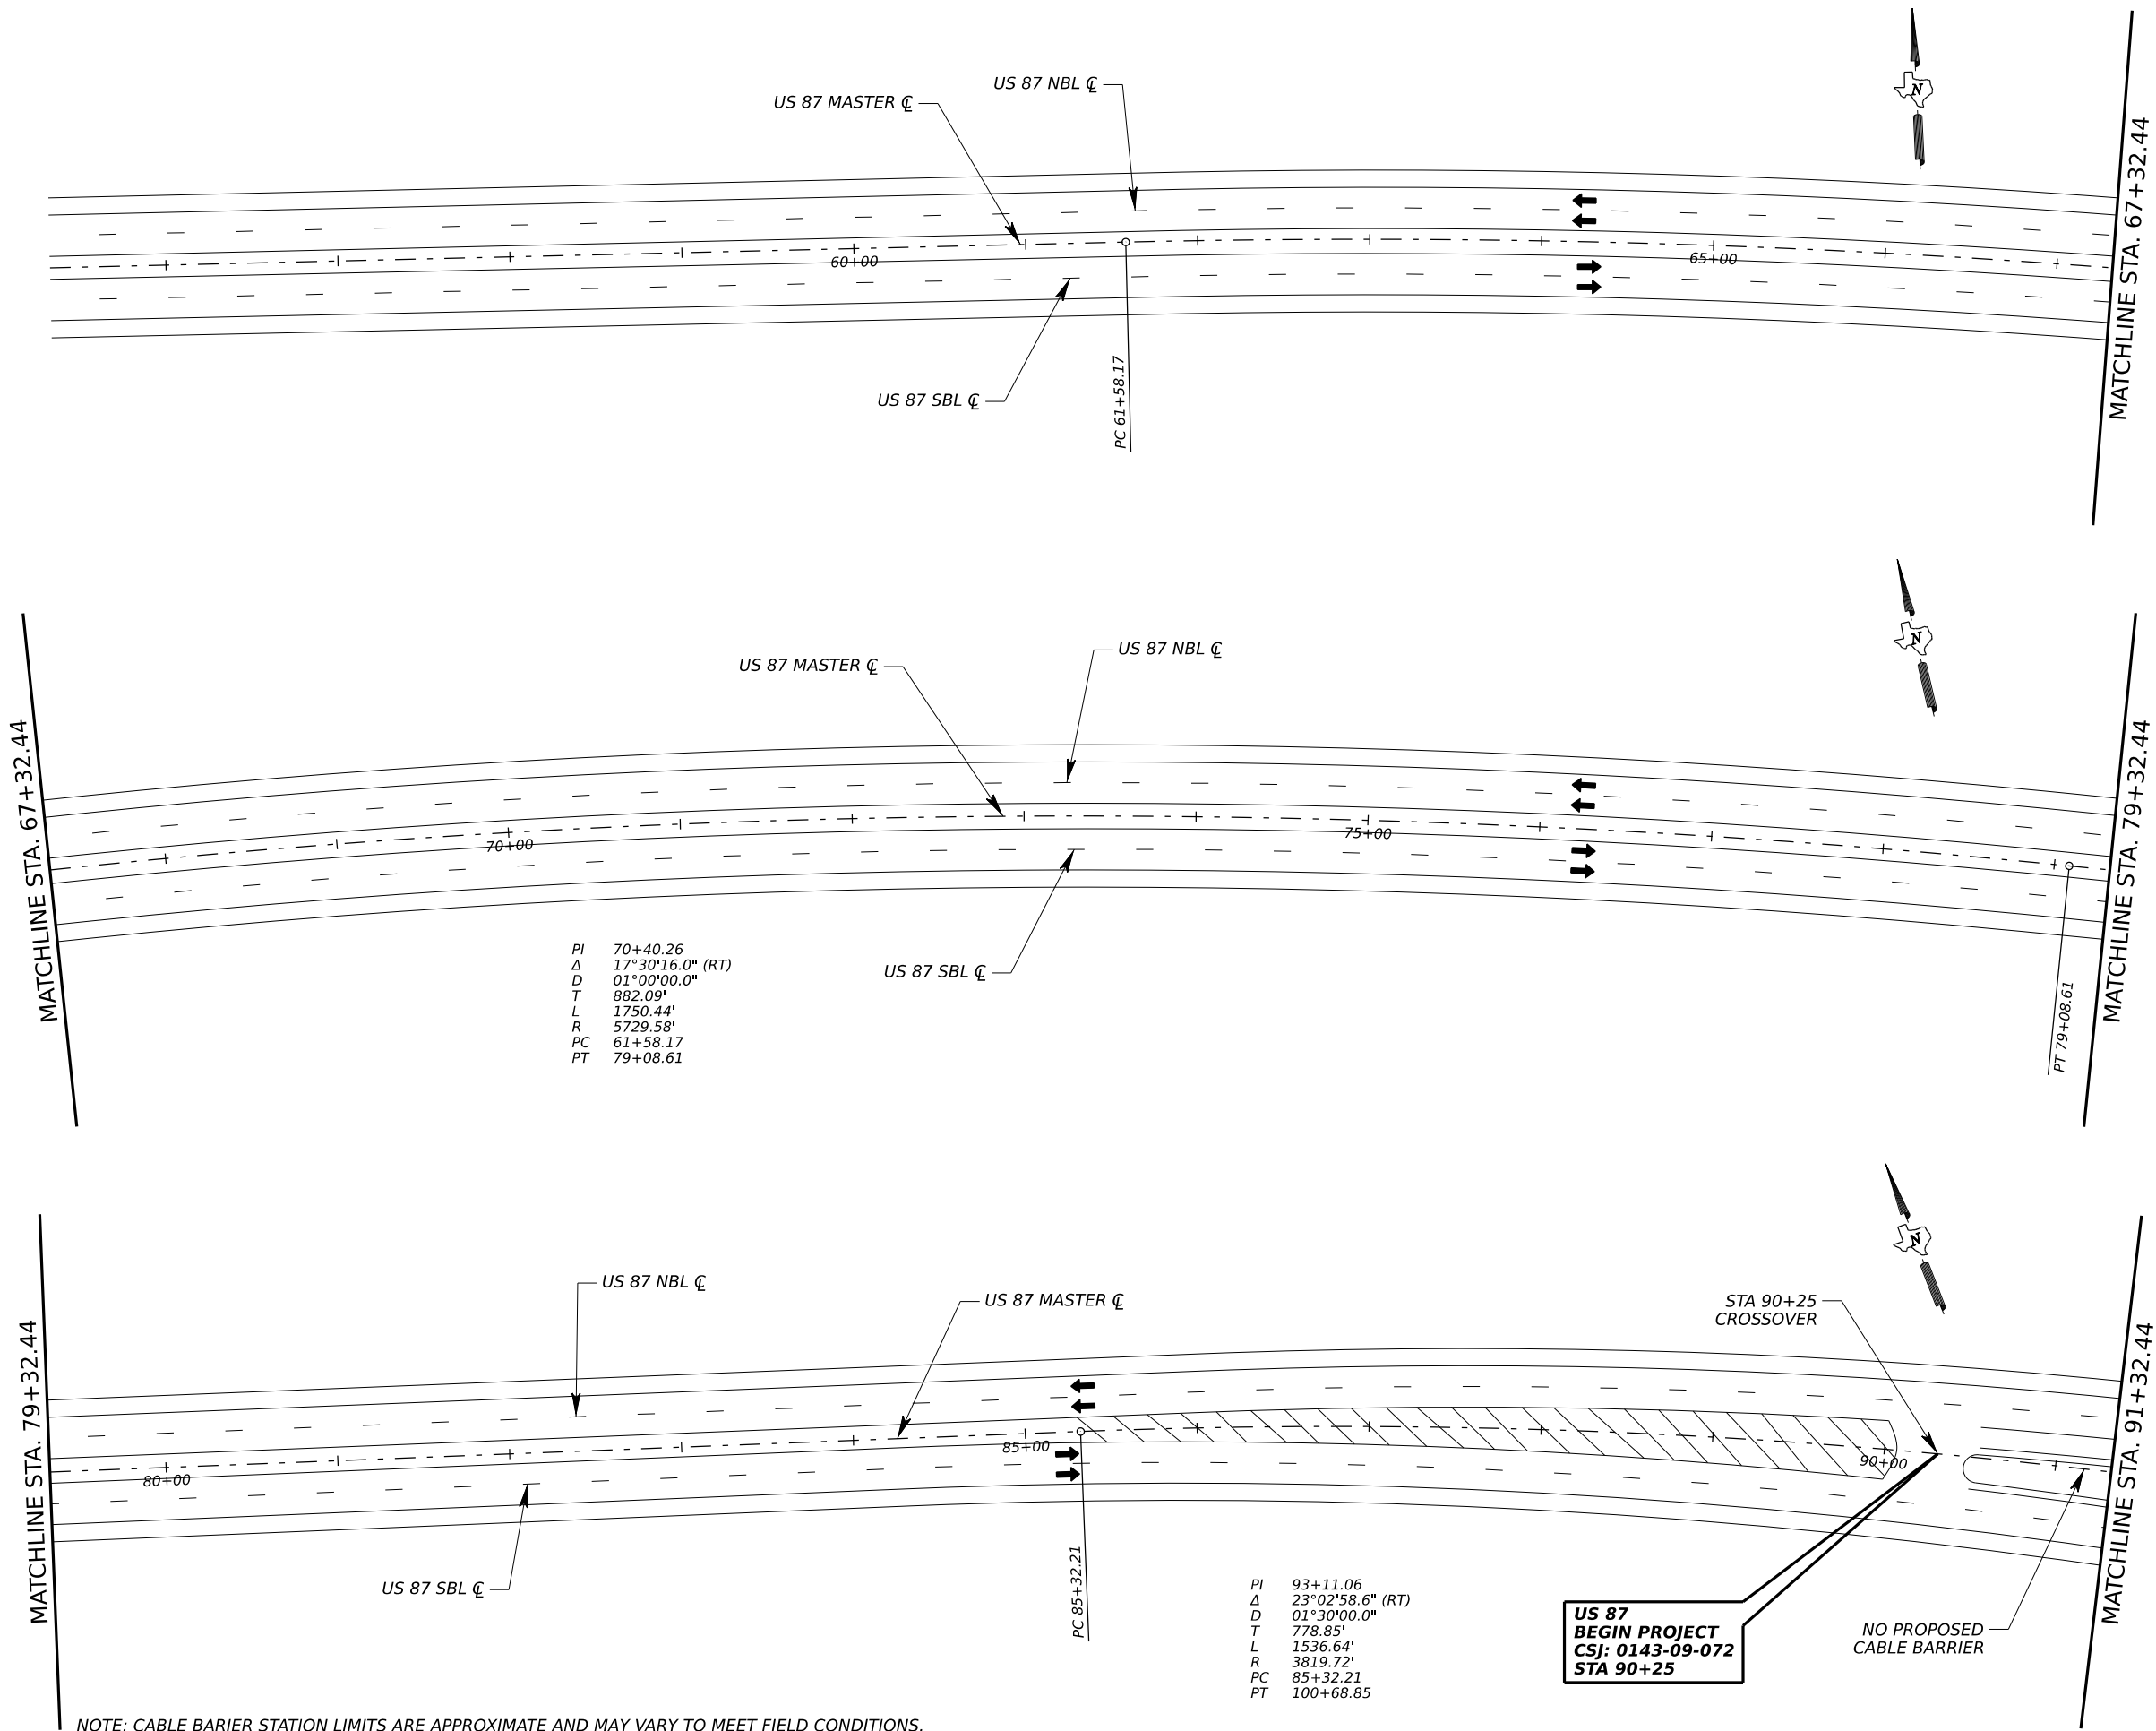 US 87 NBL ℄
US 87 MASTER ℄
N
MATCHLINE STA. 67+32.44
60+00
65+00
PC 61+58.17
US 87 SBL ℄
MATCHLINE STA. 67+32.44
US 87 MASTER ℄
US 87 NBL ℄
N
MATCHLINE STA. 79+32.44
70+00
75+00
US 87 SBL ℄
PT 79+08.61
PI 70+40.26
Δ 17°30'16.0" (RT)
D 01°00'00.0"
T 882.09'
L 1750.44'
R 5729.58'
PC 61+58.17
PT 79+08.61
MATCHLINE STA. 79+32.44
US 87 NBL ℄
US 87 MASTER ℄
STA 90+25
CROSSOVER
N
MATCHLINE STA. 91+32.44
80+00
85+00
90+00
US 87 SBL ℄
PC 85+32.21
PI 93+11.06
Δ 23°02'58.6" (RT)
D 01°30'00.0"
T 778.85'
L 1536.64'
R 3819.72'
PC 85+32.21
PT 100+68.85
US 87
BEGIN PROJECT
CSJ: 0143-09-072
STA 90+25
NO PROPOSED
CABLE BARRIER
NOTE: CABLE BARIER STATION LIMITS ARE APPROXIMATE AND MAY VARY TO MEET FIELD CONDITIONS.